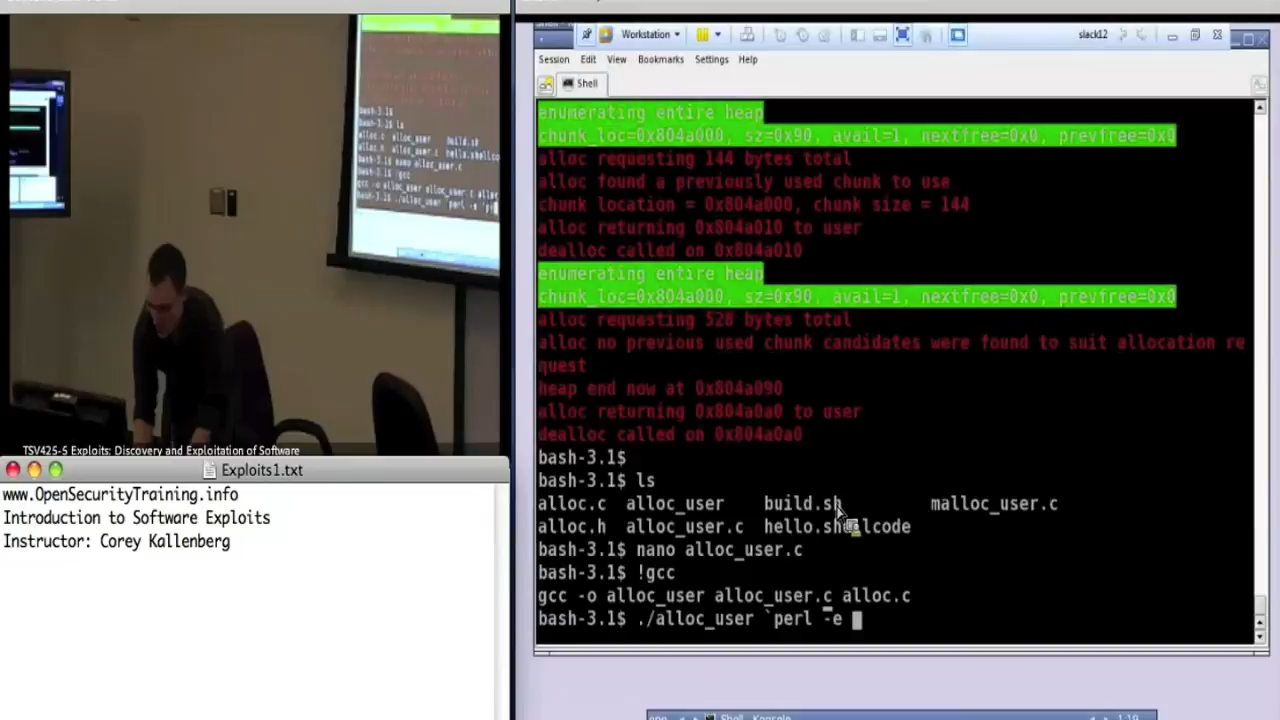 TSV425-5 Exploits: Discovery and Exploitation of Software
Exploits1.txt
www.OpenSecurityTraining.info
Introduction to Software Exploits
Instructor: Corey Kallenberg
Workstation
slack12
Session Edit View Bookmarks Settings Help
Shell
enumerating entire heap
chunk_loc=0x804a000, sz=0x90, avail=1, nextfree=0x0, prevfree=0x0
alloc requesting 144 bytes total
alloc found a previously used chunk to use
chunk location = 0x804a000, chunk size = 144
alloc returning 0x804a010 to user
dealloc called on 0x804a010
enumerating entire heap
chunk_loc=0x804a000, sz=0x90, avail=1, nextfree=0x0, prevfree=0x0
alloc requesting 528 bytes total
alloc no previous used chunk candidates were found to suit allocation re
quest
heap end now at 0x804a090
alloc returning 0x804a0a0 to user
dealloc called on 0x804a0a0
bash-3.1$
bash-3.1$ ls
alloc.c alloc_user build.sh malloc_user.c
alloc.h alloc_user.c hello.shellcode
bash-3.1$ nano alloc_user.c
bash-3.1$ !gcc
gcc -o alloc_user alloc_user.c alloc.c
bash-3.1$ ./alloc_user `perl -e
Shell - Konsole